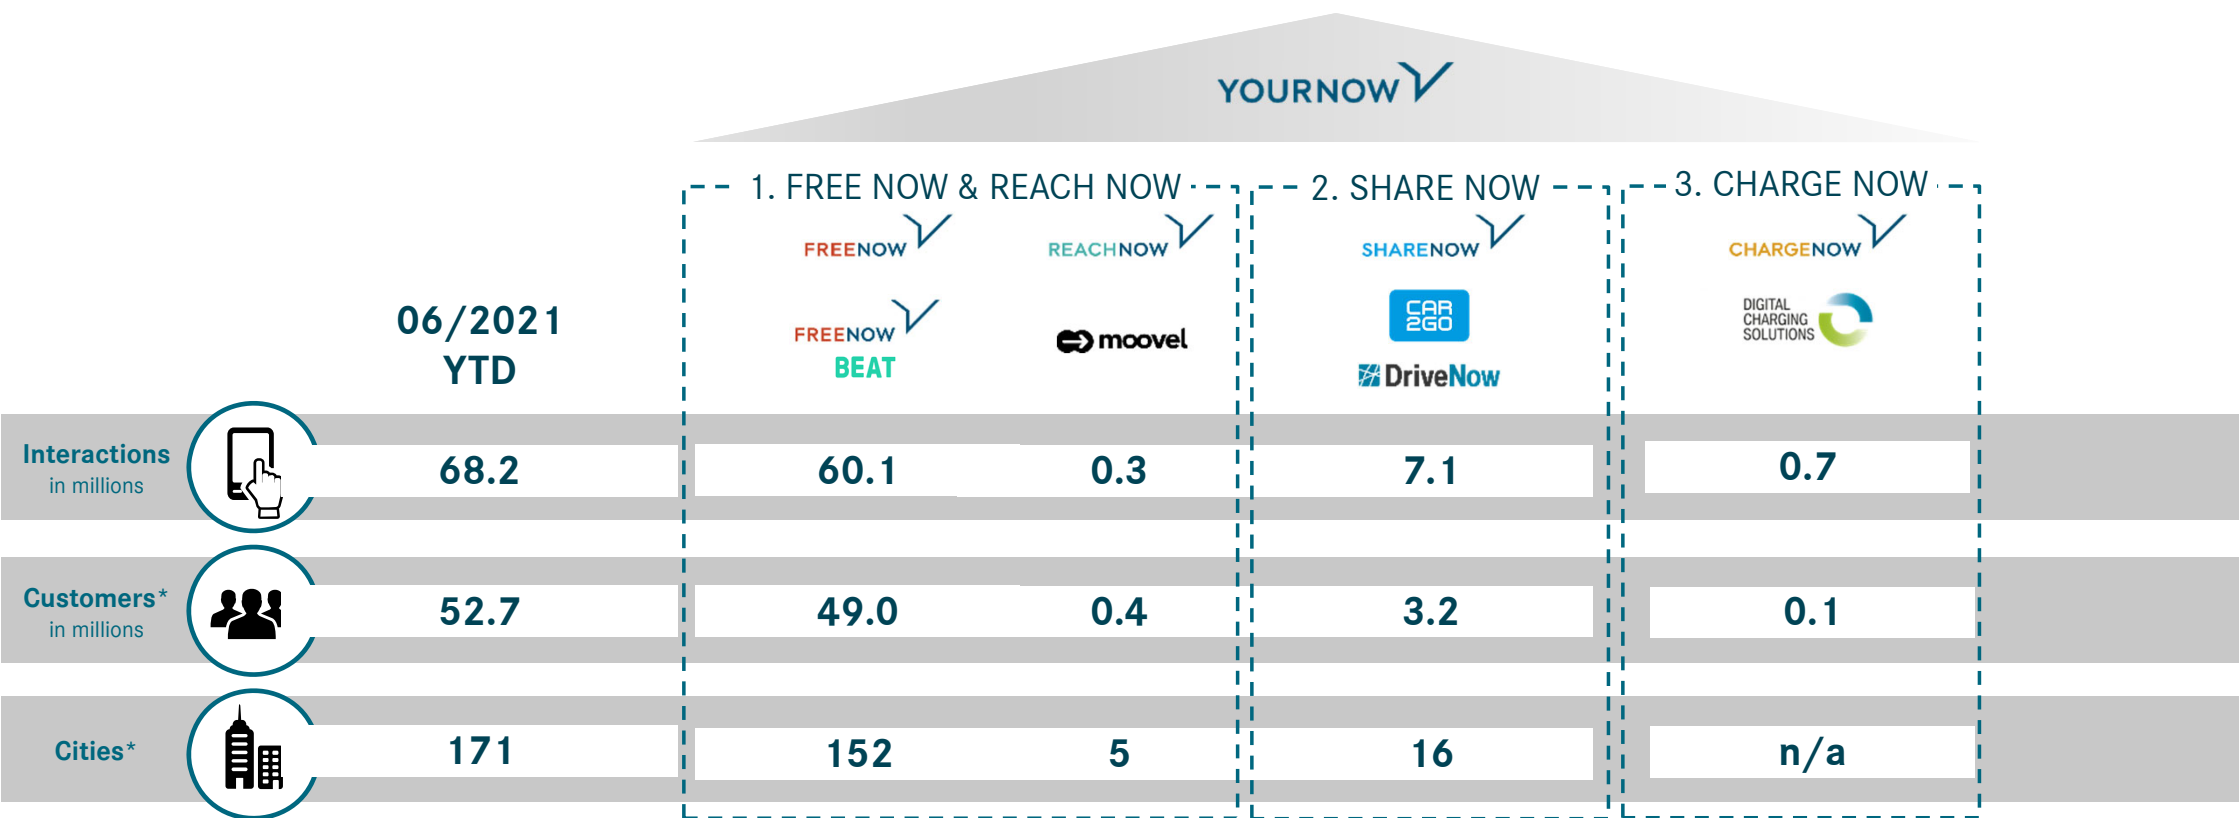 YOURNOW
1. FREE NOW & REACH NOW
2. SHARE NOW
3. CHARGE NOW
FREENOW
REACHNOW
SHARENOW
CHARGENOW
06/2021
YTD
FREENOW
BEAT
moovel
CAR
2GO
DriveNow
DIGITAL
CHARGING
SOLUTIONS
Interactions
in millions
68.2
60.1
0.3
7.1
0.7
Customers*
in millions
52.7
49.0
0.4
3.2
0.1
Cities*
171
152
5
16
n/a